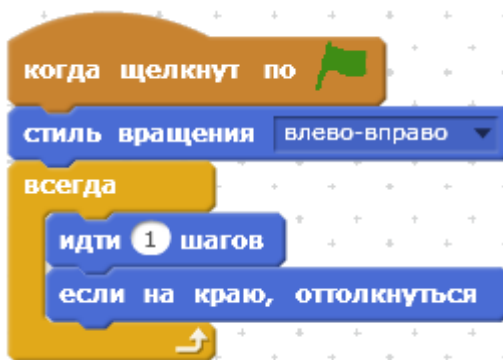 когда щелкнут по
стиль вращения влево-вправо
всегда
идти 1 шагов
если на краю, оттолкнуться